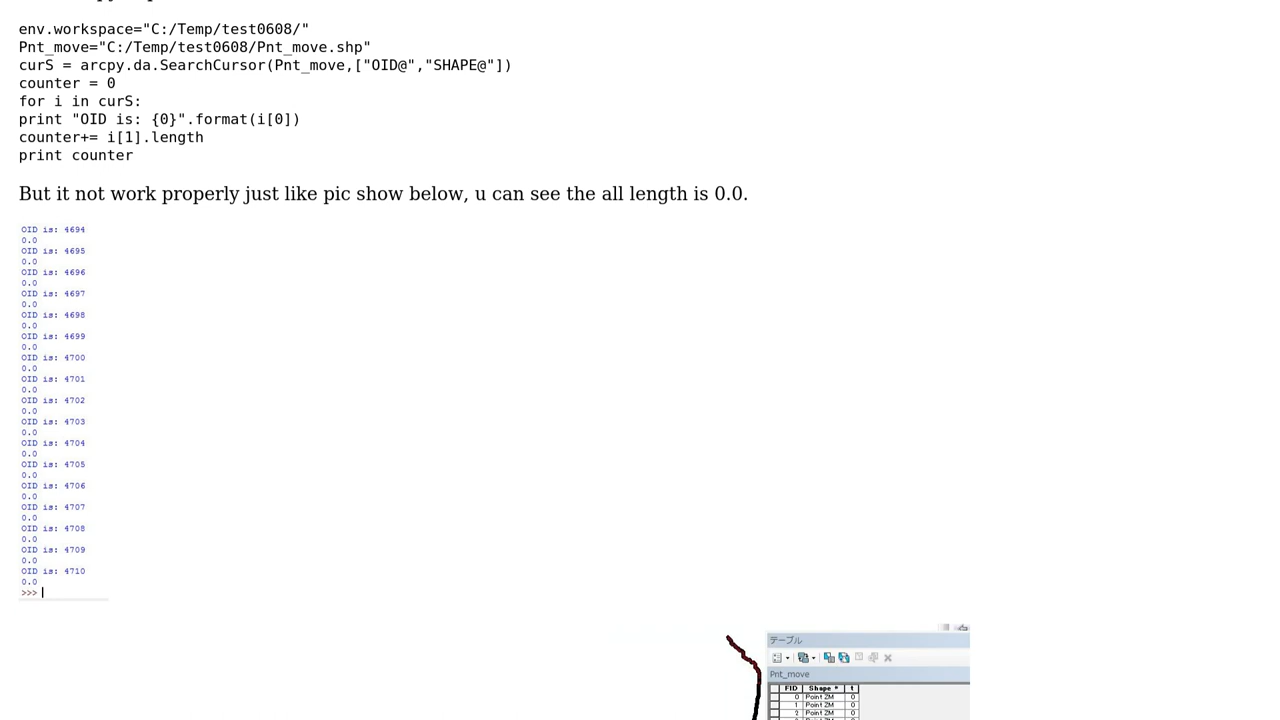 env.workspace="C:/Temp/test0608/"
Pnt_move="C:/Temp/test0608/Pnt_move.shp"
curS = arcpy.da.SearchCursor(Pnt_move,["OID@","SHAPE@"])
counter = 0
for i in curS:
print "OID is: {0}".format(i[0])
counter+= i[1].length
print counter
But it not work properly just like pic show below, u can see the all length is 0.0.
OID is: 4694
0.0
OID is: 4695
0.0
OID is: 4696
0.0
OID is: 4697
0.0
OID is: 4698
0.0
OID is: 4699
0.0
OID is: 4700
0.0
OID is: 4701
0.0
OID is: 4702
0.0
OID is: 4703
0.0
OID is: 4704
0.0
OID is: 4705
0.0
OID is: 4706
0.0
OID is: 4707
0.0
OID is: 4708
0.0
OID is: 4709
0.0
OID is: 4710
0.0
>>>
テーブル
Pnt_move
FID Shape * t
0 Point ZM 0
1 Point ZM 0
2 Point ZM 0